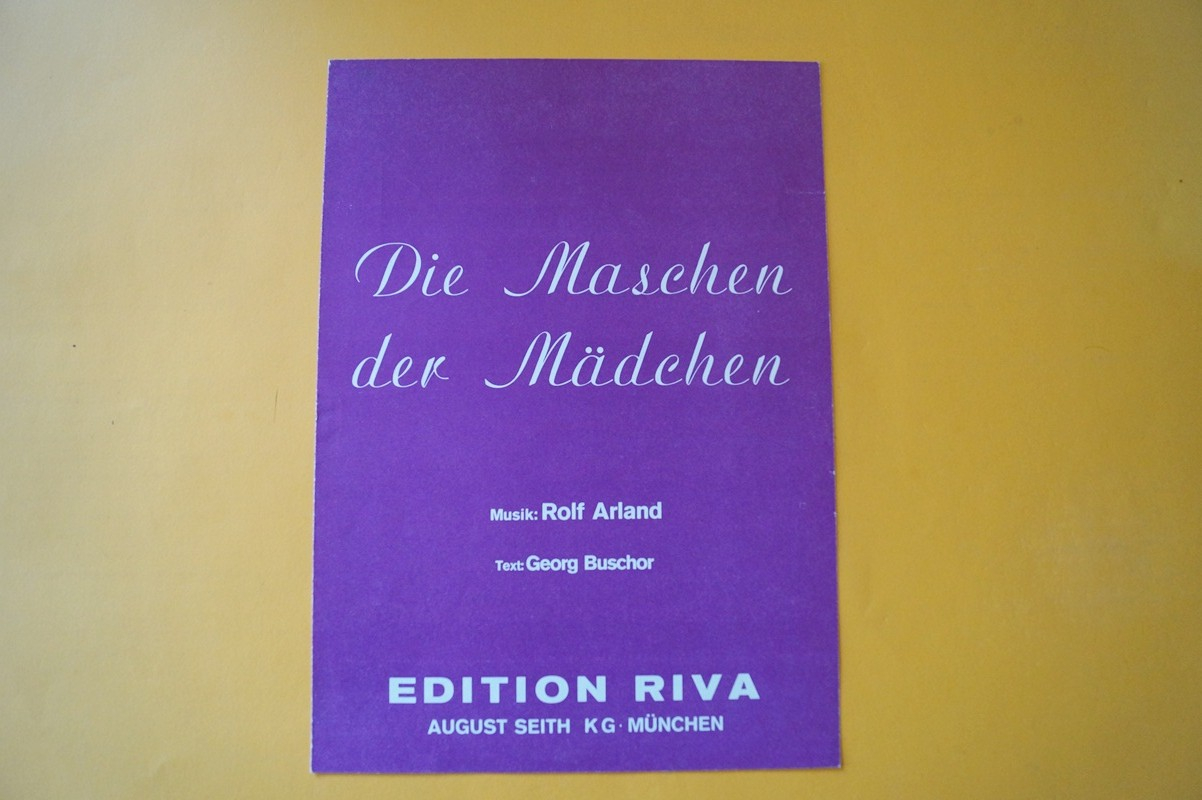 Die Maschen
der Mädchen
Musik: Rolf Arland
Text: Georg Buschor
EDITION RIVA
AUGUST SEITH KG · MÜNCHEN